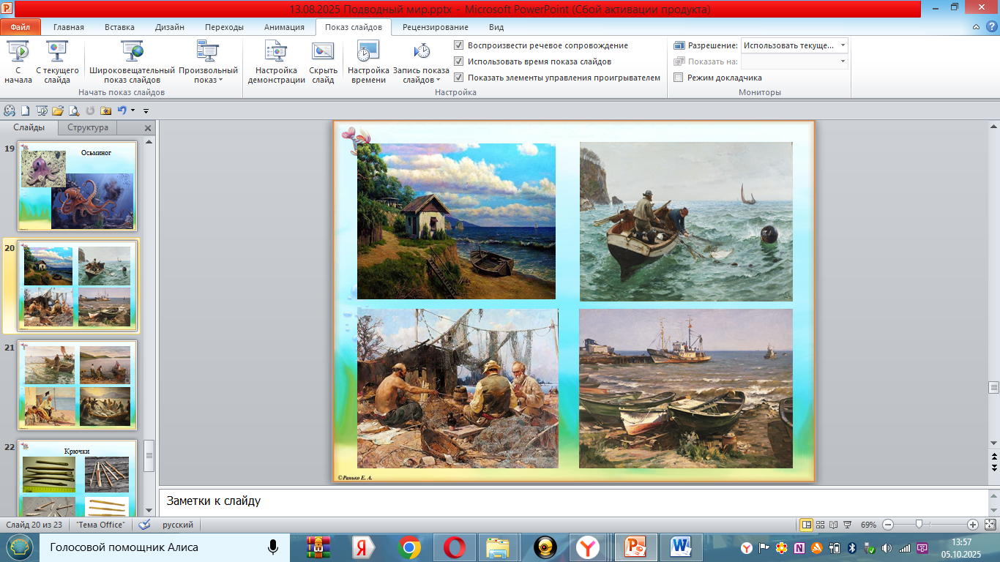 13.08.2025 Подводный мир.pptx - Microsoft PowerPoint (Сбой активации продукта)
Файл Главная Вставка Дизайн Переходы Анимация Показ слайдов Рецензирование Вид
С начала
С текущего слайда
Широковещательный показ слайдов
Произвольный показ
Начать показ слайдов
Настройка демонстрации
Скрыть слайд
Настройка времени
Запись показа слайдов
Воспроизвести речевое сопровождение
Использовать время показа слайдов
Показать элементы управления проигрывателем
Настройка
Разрешение: Использовать текуще...
Показать на:
Режим докладчика
Мониторы
Слайды Структура
19
Осьминог
20
21
22
Крючки
©Ранько Е. А.
Заметки к слайду
Слайд 20 из 23 "Тема Office" русский 69%
Голосовой помощник Алиса
13:57
05.10.2025